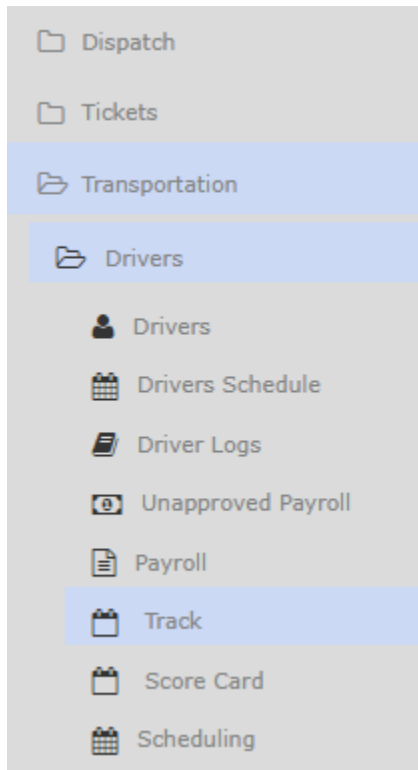 Dispatch
Tickets
Transportation
Drivers
Drivers
Drivers Schedule
Driver Logs
Unapproved Payroll
Payroll
Track
Score Card
Scheduling